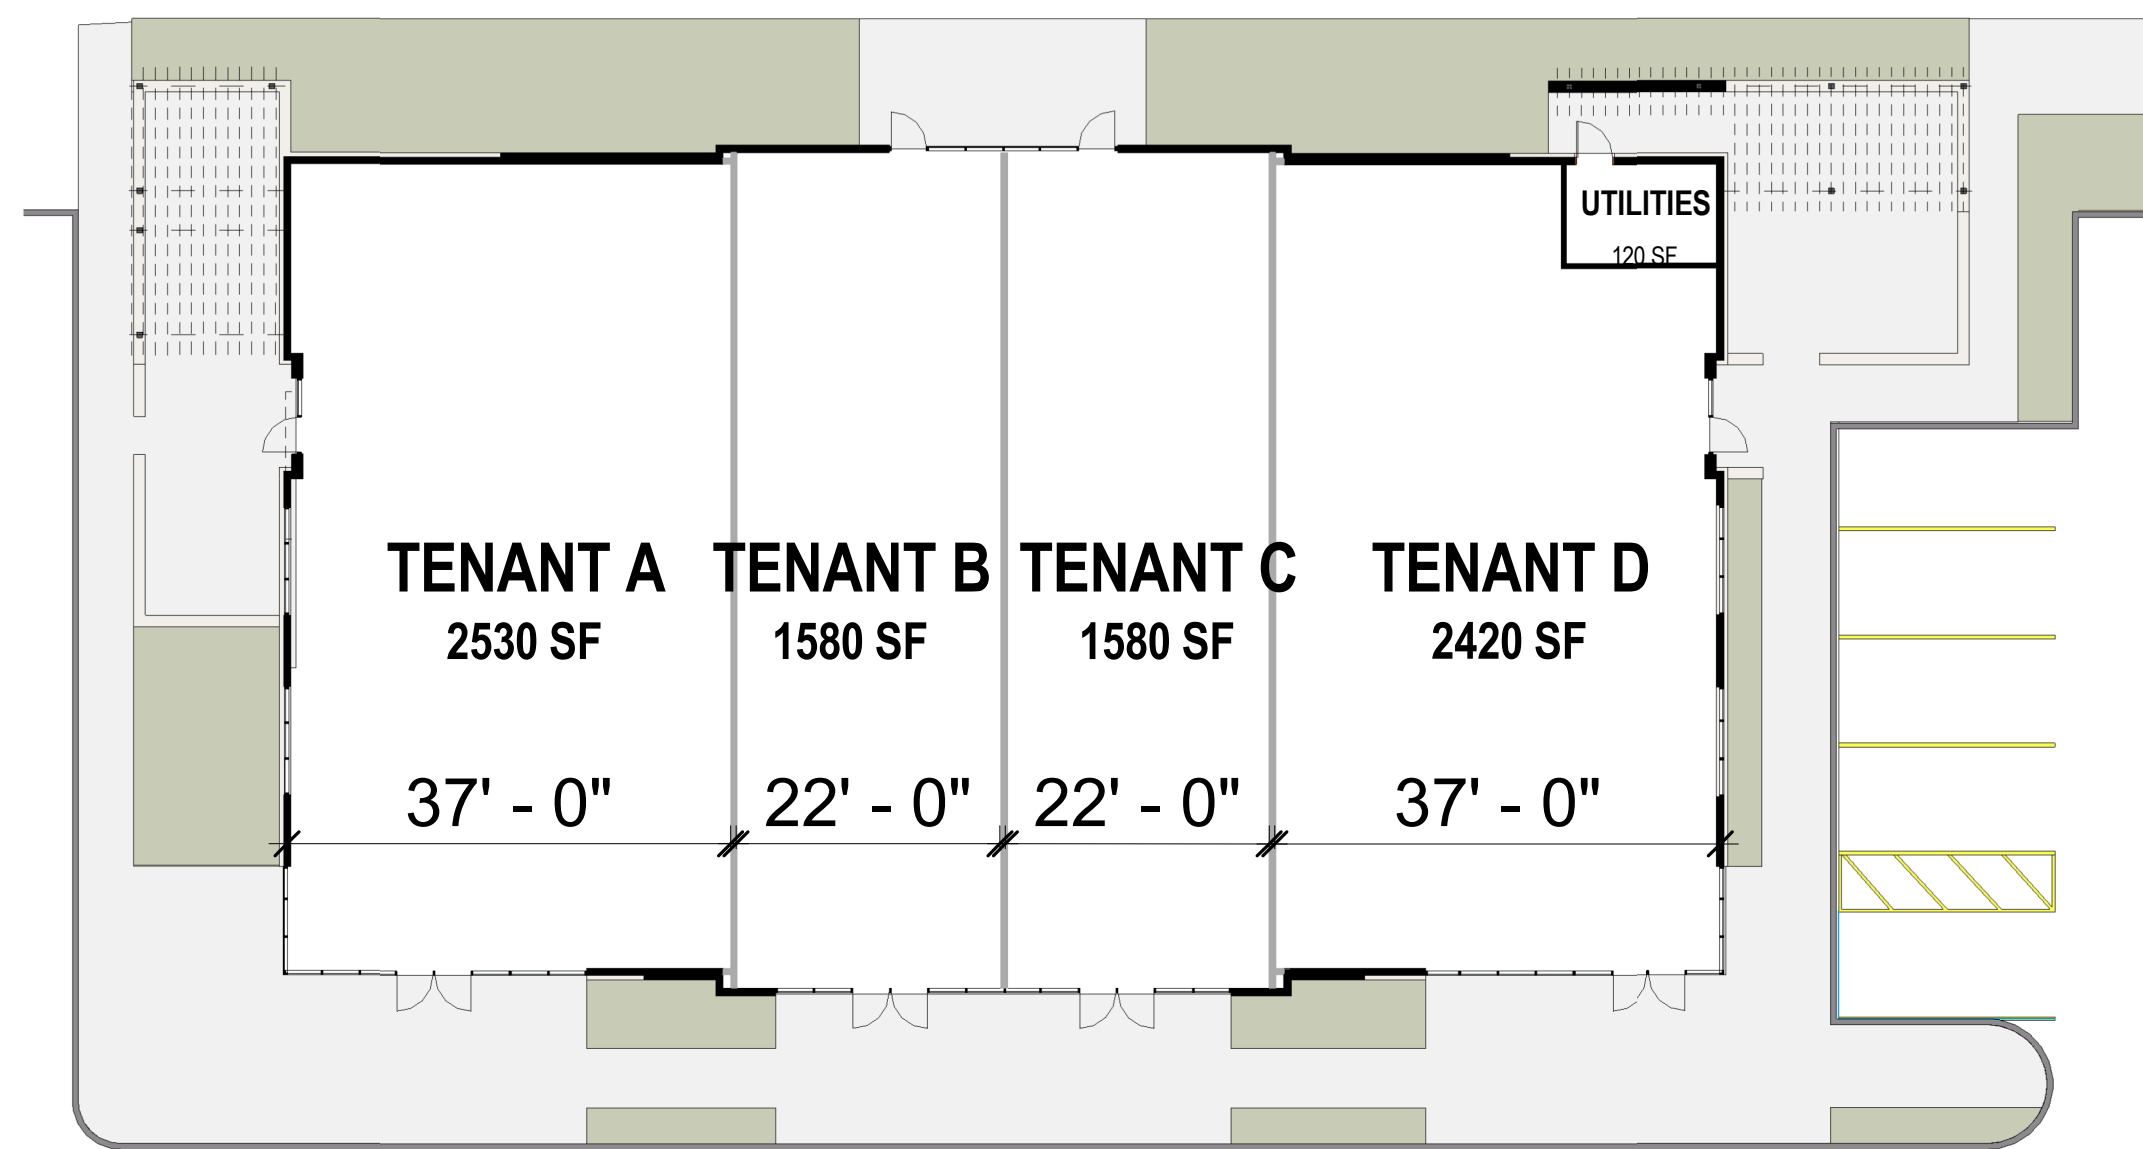 UTILITIES
120 SF
TENANT A
2530 SF
TENANT B
1580 SF
TENANT C
1580 SF
TENANT D
2420 SF
37' - 0"
22' - 0"
22' - 0"
37' - 0"